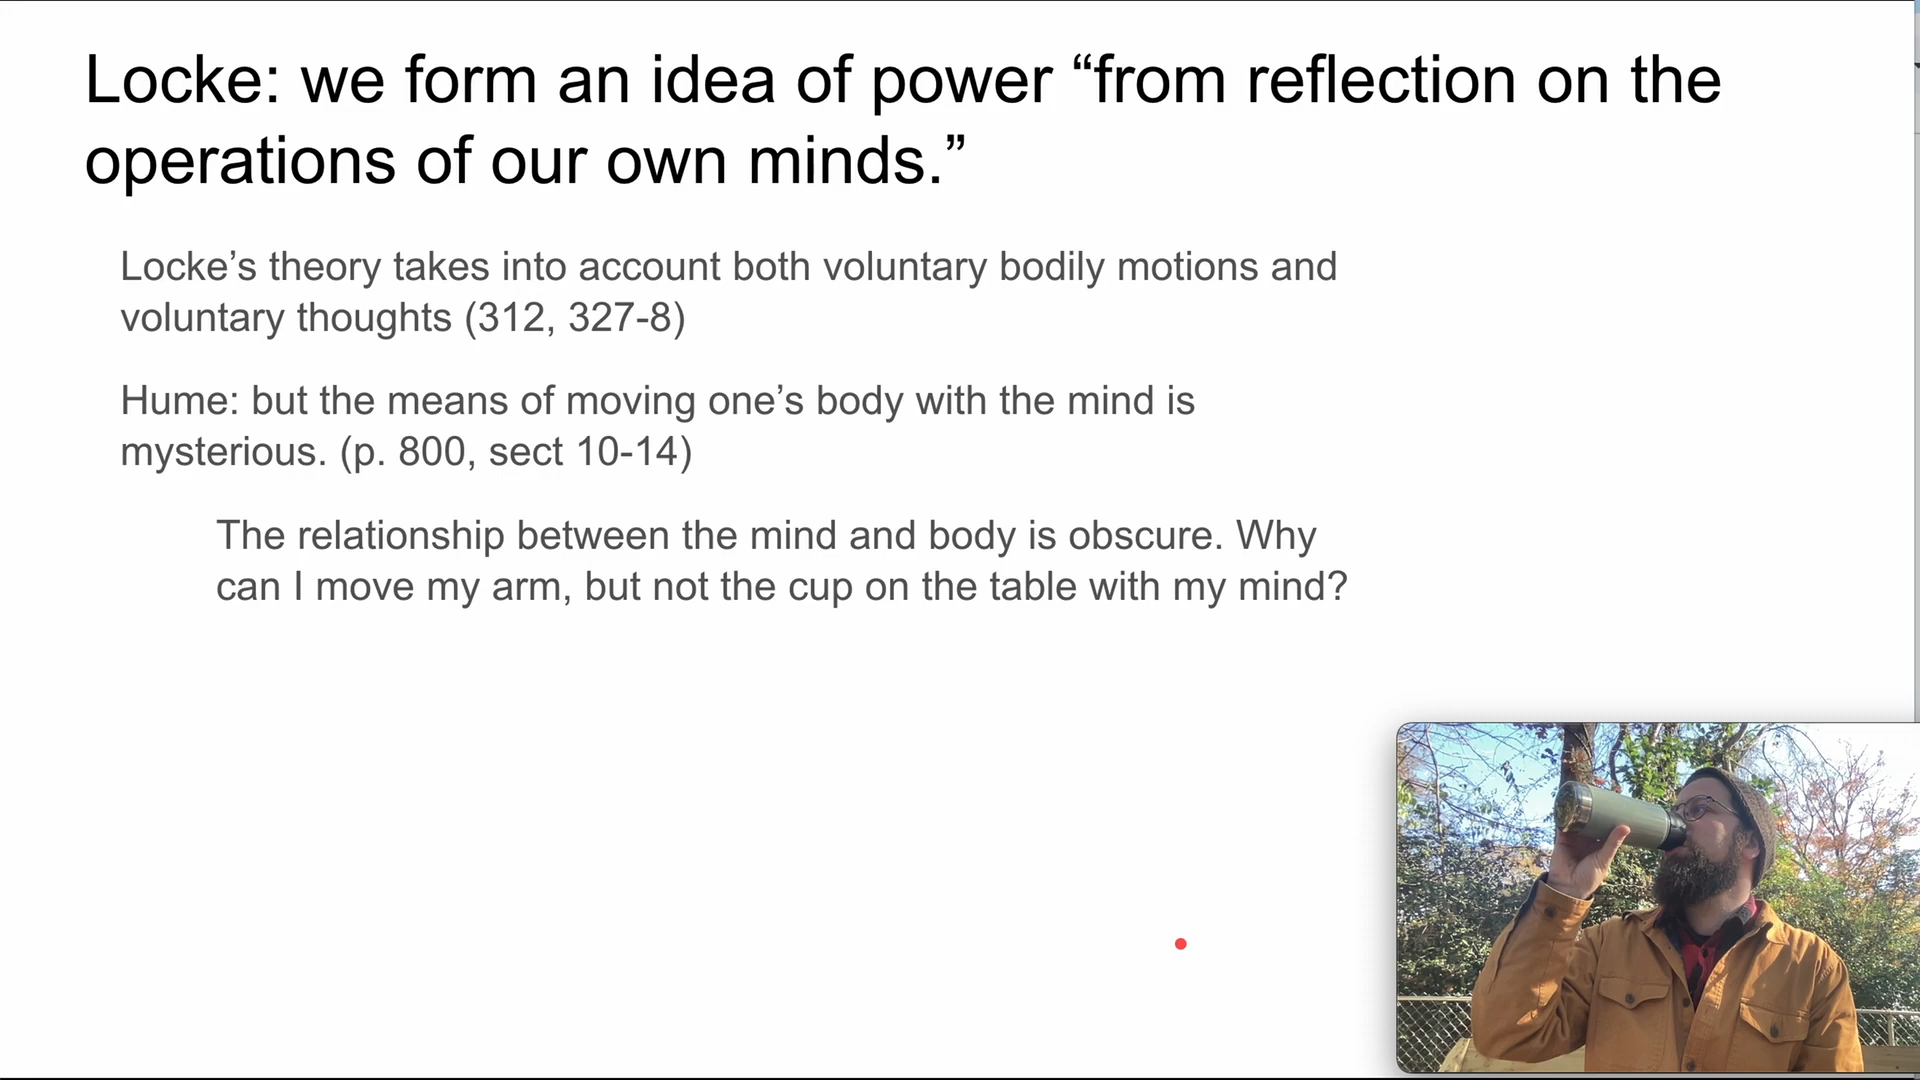 Locke: we form an idea of power “from reflection on the
operations of our own minds.”
Locke’s theory takes into account both voluntary bodily motions and
voluntary thoughts (312, 327-8)
Hume: but the means of moving one’s body with the mind is
mysterious. (p. 800, sect 10-14)
The relationship between the mind and body is obscure. Why
can I move my arm, but not the cup on the table with my mind?